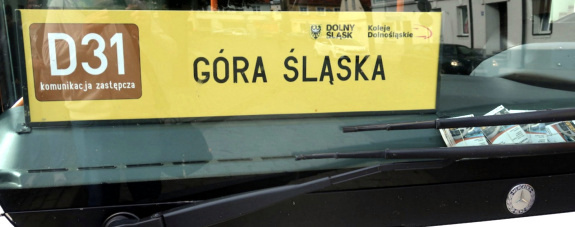 D31
komunikacja zastępcza
GÓRA ŚLĄSKA
DOLNY
ŚLĄSK
Koleje
Dolnośląskie